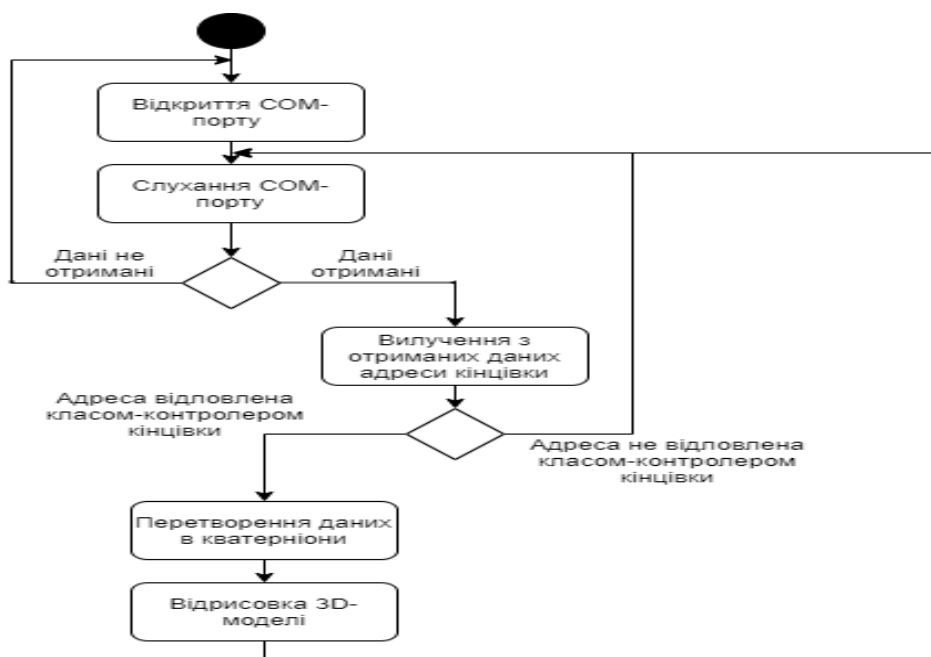 Відкриття COM-
порту
Слухання COM-
порту
Дані не
отримані
Дані
отримані
Вилучення з
отриманих даних
адреси кінцівки
Адреса відловлена
класом-контролером
кінцівки
Адреса не відловлена
класом-контролером
кінцівки
Перетворення даних
в кватерніони
Відрисовка 3D-
моделі